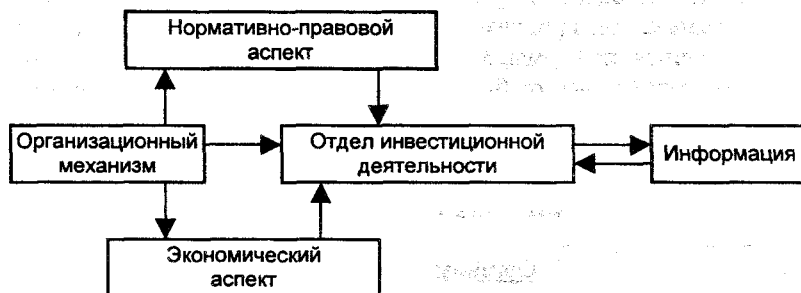 Нормативно-правовой
аспект
Организационный
механизм
Отдел инвестиционной
деятельности
Информация
Экономический
аспект